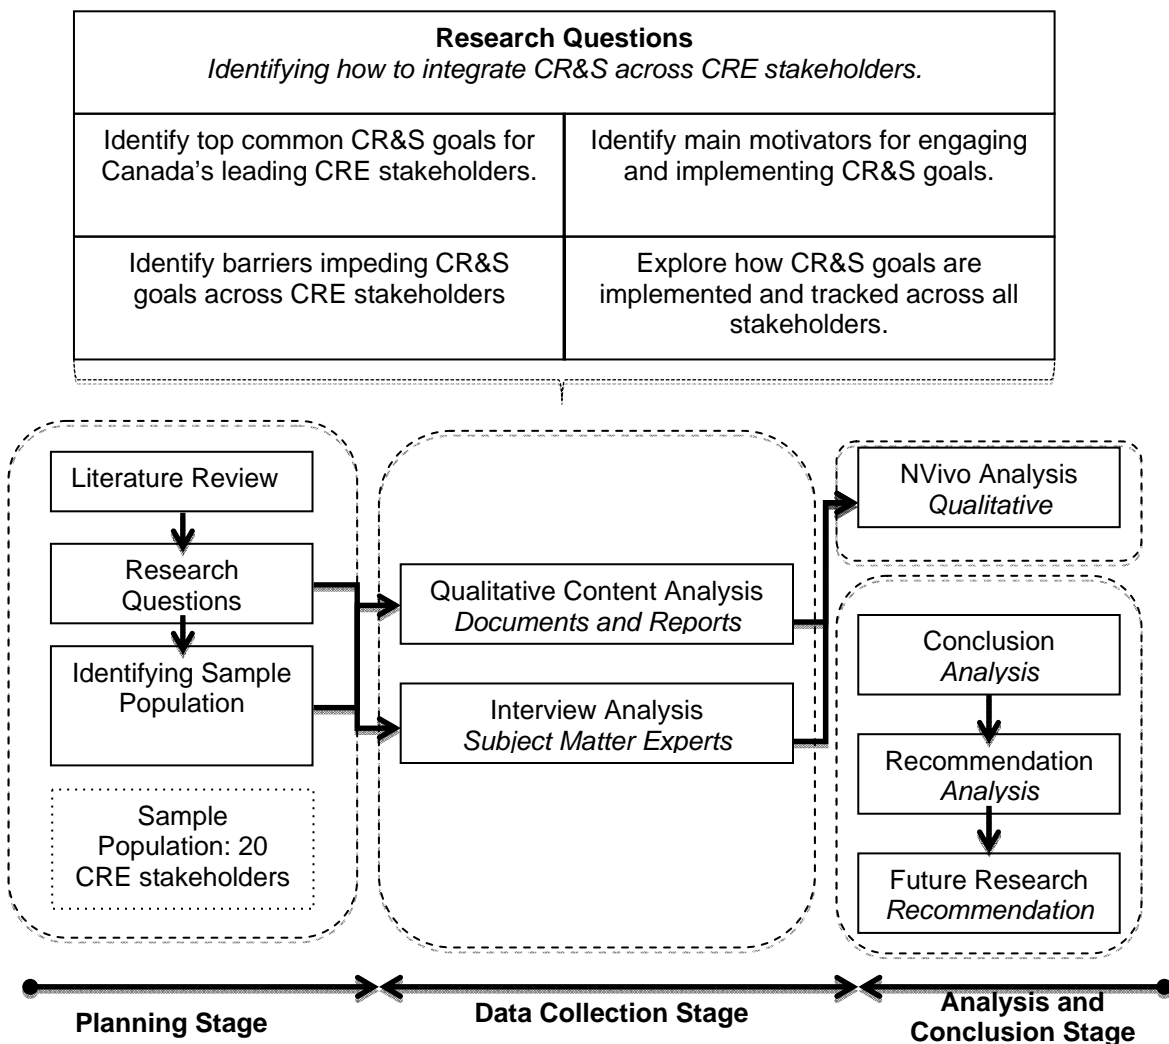 Research Questions
Identifying how to integrate CR&S across CRE stakeholders.
Identify top common CR&S goals for
Canada's leading CRE stakeholders.
Identify main motivators for engaging
and implementing CR&S goals.
Identify barriers impeding CR&S
goals across CRE stakeholders
Explore how CR&S goals are
implemented and tracked across all
stakeholders.
Literature Review
Research
Questions
Identifying Sample
Population
Sample
Population: 20
CRE stakeholders
Qualitative Content Analysis
Documents and Reports
Interview Analysis
Subject Matter Experts
NVivo Analysis
Qualitative
Conclusion
Analysis
Recommendation
Analysis
Future Research
Recommendation
Planning Stage
Data Collection Stage
Analysis and
Conclusion Stage